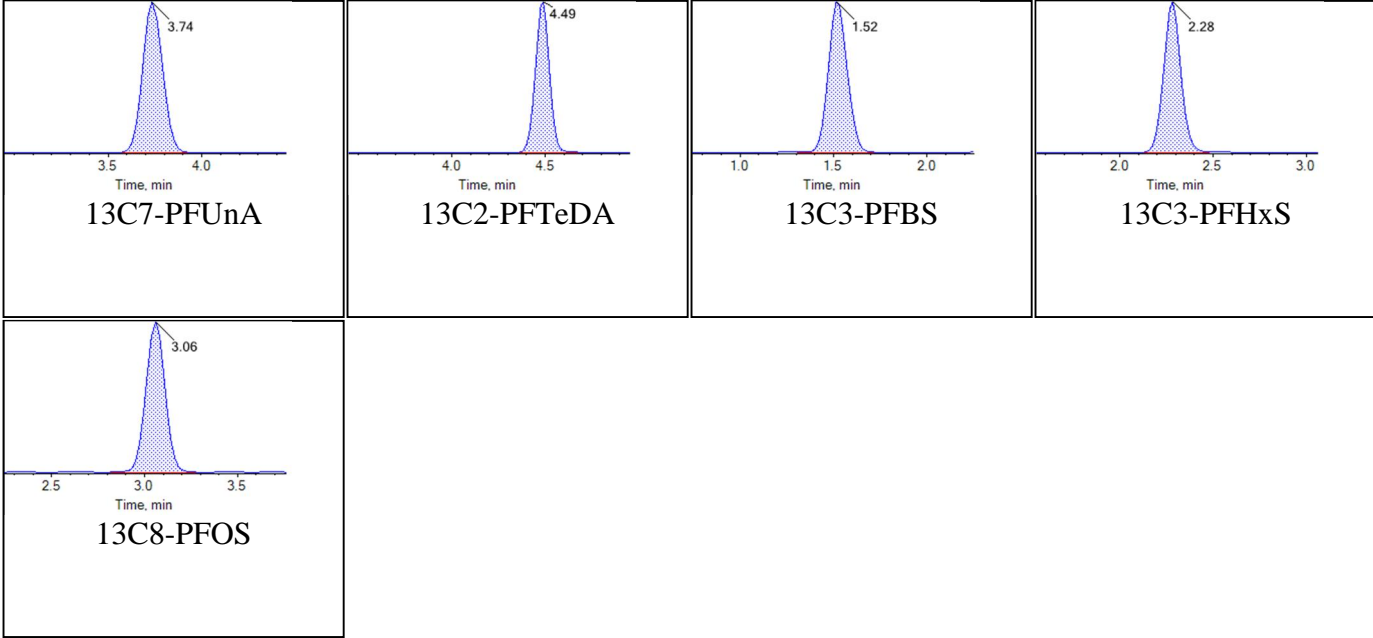 3.74
3.5 4.0
Time, min
13C7-PFUnA
4.49
4.0 4.5
Time, min
13C2-PFTeDA
1.52
1.0 1.5 2.0
Time, min
13C3-PFBS
2.28
2.0 2.5 3.0
Time, min
13C3-PFHxS
3.06
2.5 3.0 3.5
Time, min
13C8-PFOS